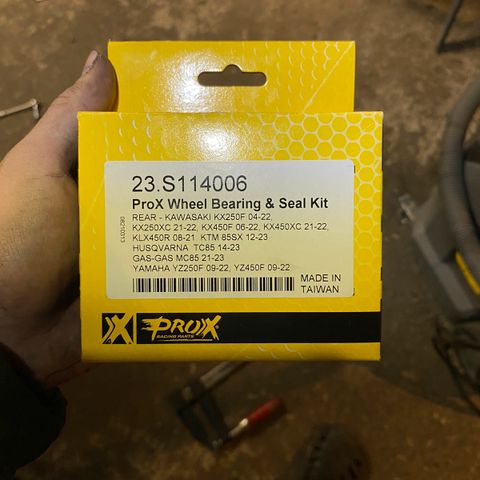 23.S114006
ProX Wheel Bearing & Seal Kit
REAR - KAWASAKI KX250F 04-22,
KX250XC 21-22, KX450F 06-22, KX450XC 21-22,
KLX450R 08-21 KTM 85SX 12-23
HUSQVARNA TC85 14-23
GAS-GAS MC85 21-23
YAMAHA YZ250F 09-22, YZ450F 09-22
MADE IN
TAIWAN
PROX
RACING PARTS